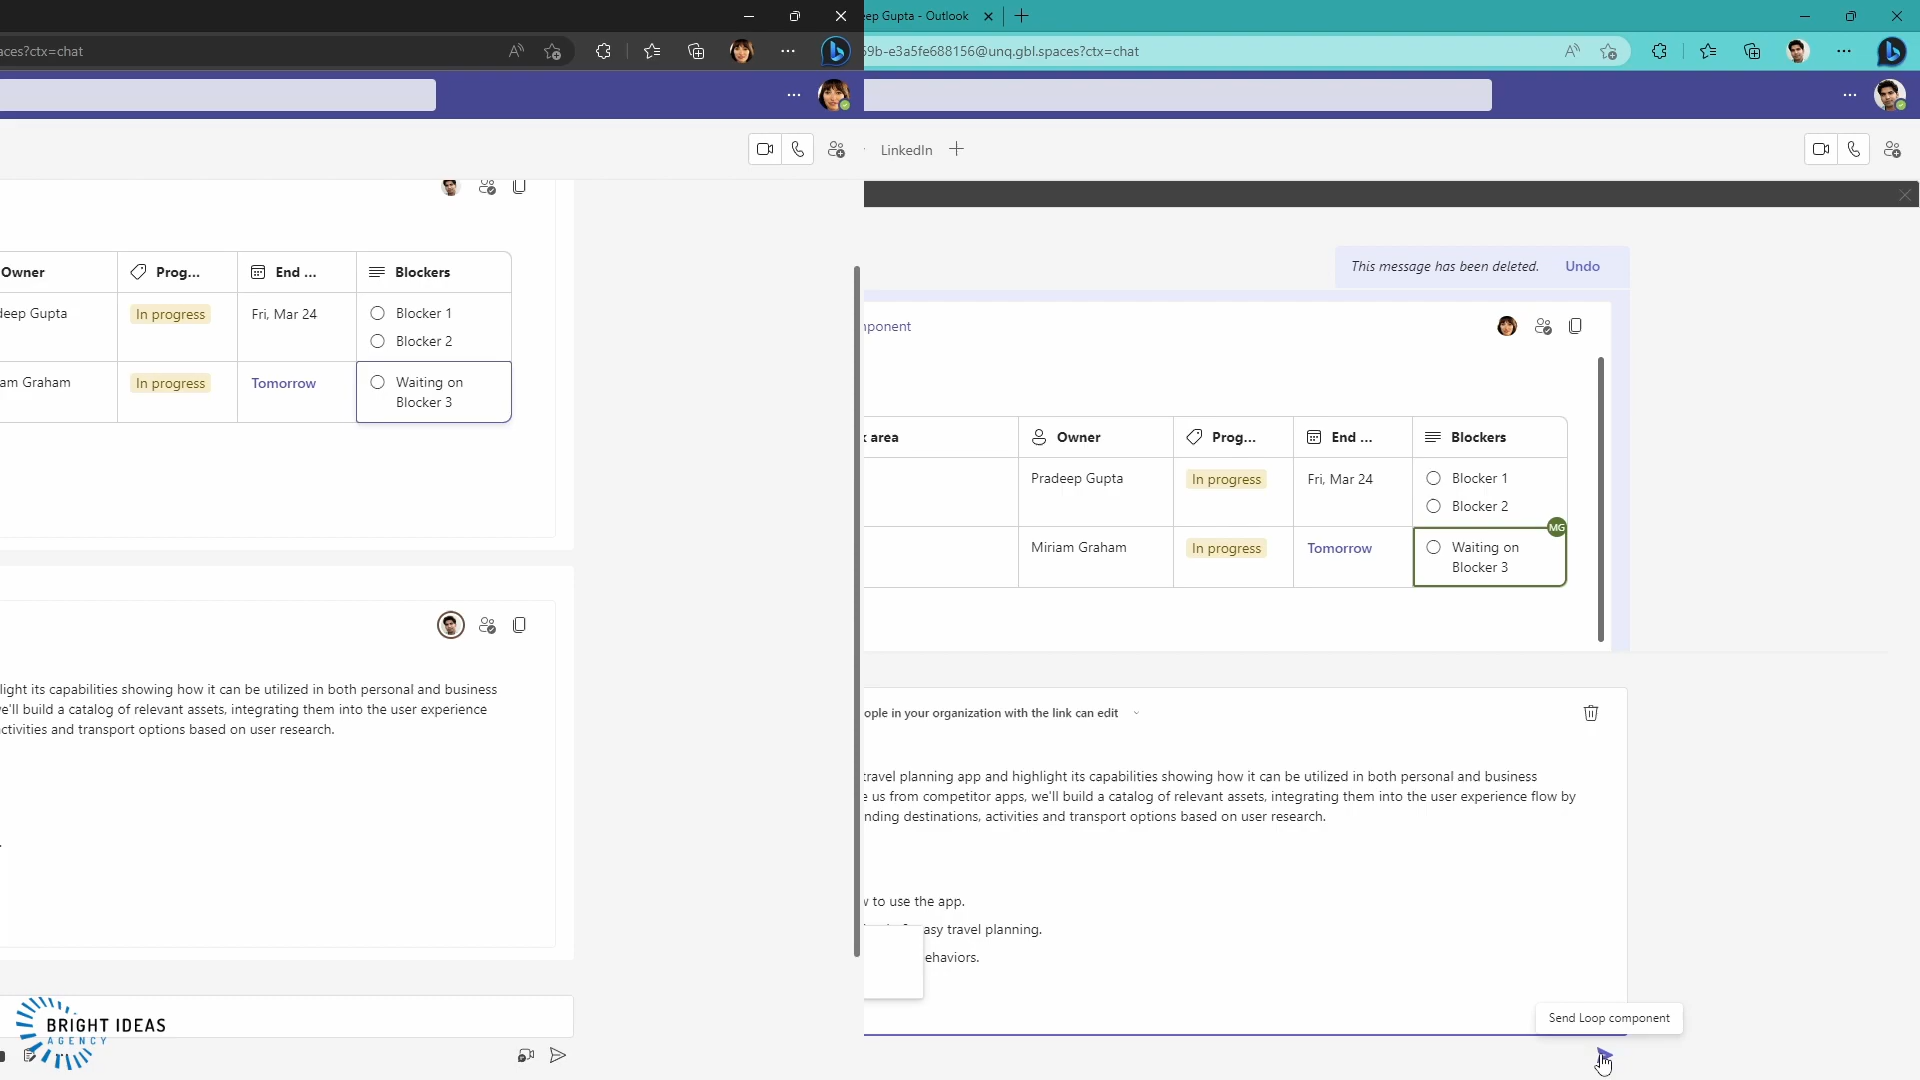 aces?ctx=chat
Owner
Prog...
End ...
Blockers
deep Gupta
In progress
Fri, Mar 24
Blocker 1
Blocker 2
am Graham
In progress
Tomorrow
Waiting on
Blocker 3
light its capabilities showing how it can be utilized in both personal and business
e'll build a catalog of relevant assets, integrating them into the user experience
ctivities and transport options based on user research.
BRIGHT IDEAS
AGENCY
eep Gupta - Outlook
59b-e3a5fe688156@unq.gbl.spaces?ctx=chat
LinkedIn
This message has been deleted. Undo
mponent
k area
Owner
Prog...
End ...
Blockers
Pradeep Gupta
In progress
Fri, Mar 24
Blocker 1
Blocker 2
MG
Miriam Graham
In progress
Tomorrow
Waiting on
Blocker 3
ople in your organization with the link can edit
travel planning app and highlight its capabilities showing how it can be utilized in both personal and business
e us from competitor apps, we'll build a catalog of relevant assets, integrating them into the user experience flow by
nding destinations, activities and transport options based on user research.
w to use the app.
asy travel planning.
ehaviors.
Send Loop component